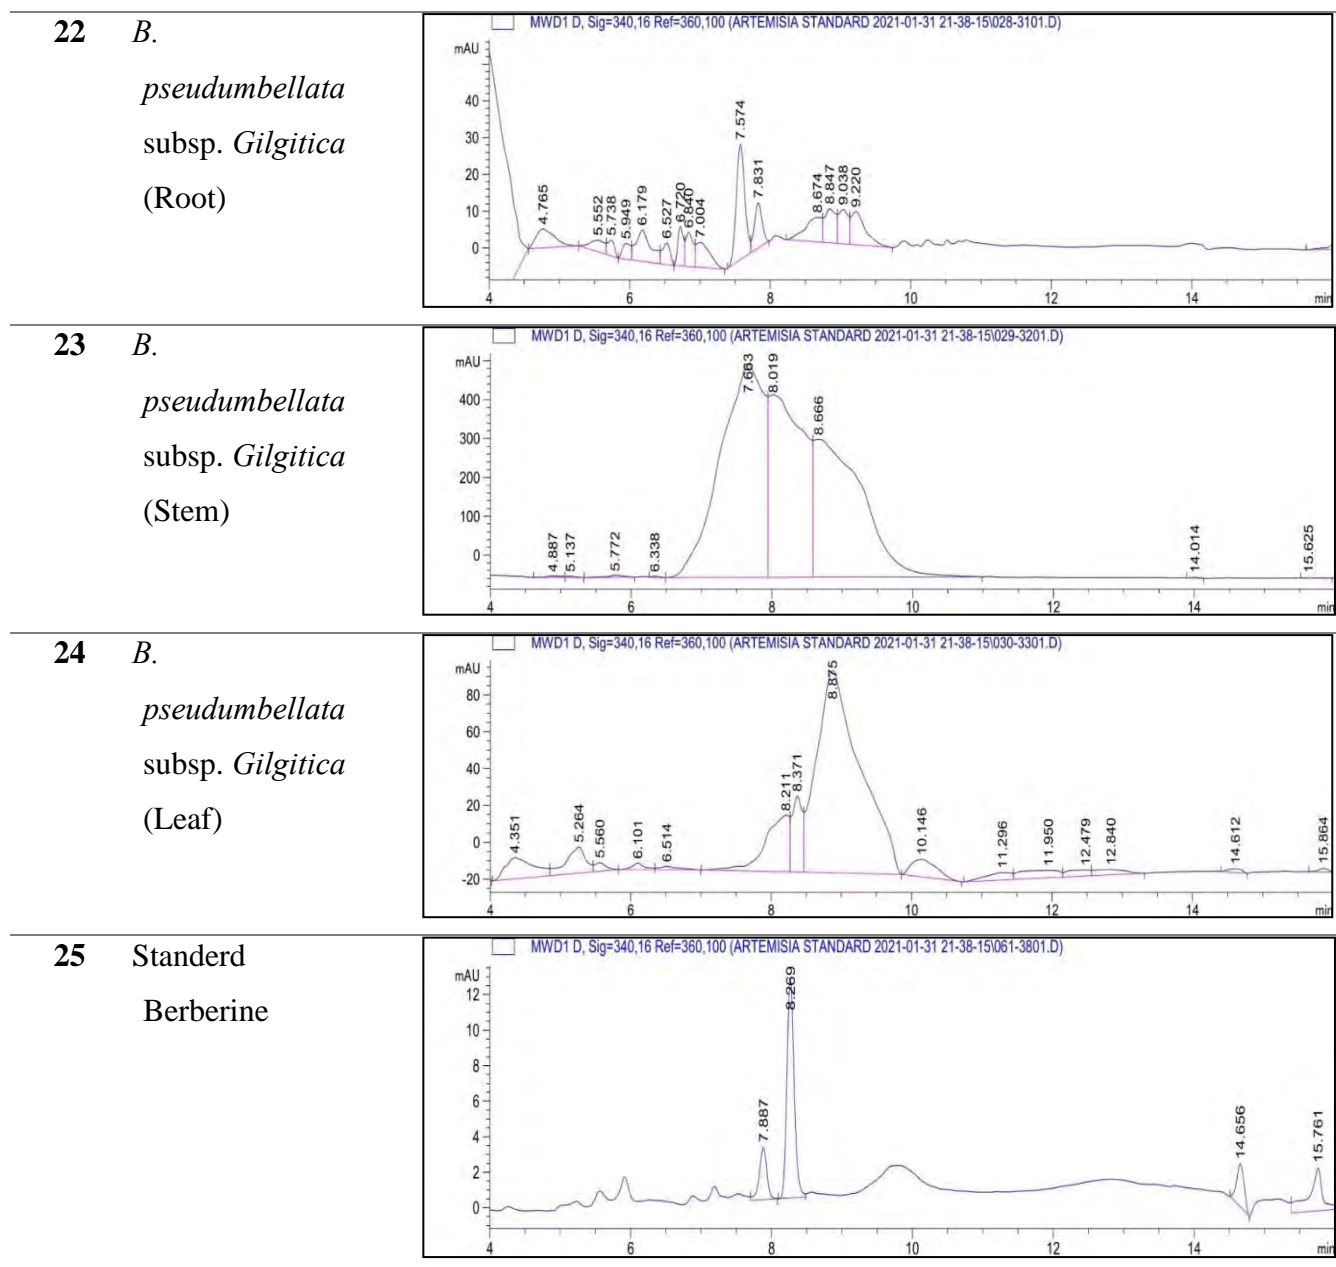 22 B.
pseudumbellata
subsp. Gilgitica
(Root)
MWD1 D, Sig=340,16 Ref=360,100 (ARTEMISIA STANDARD 2021-01-31 21-38-15\028-3101.D)
mAU
40
30
20
10
0
4.765
5.552
5.738
5.949
6.179
6.527
6.720
6.840
7.004
7.574
7.831
8.674
8.847
9.038
9.220
4 6 8 10 12 14 min
23 B.
pseudumbellata
subsp. Gilgitica
(Stem)
MWD1 D, Sig=340,16 Ref=360,100 (ARTEMISIA STANDARD 2021-01-31 21-38-15\029-3201.D)
mAU
400
300
200
100
0
4.887
5.137
5.772
6.338
7.663
8.019
8.666
14.014
15.625
4 6 8 10 12 14 min
24 B.
pseudumbellata
subsp. Gilgitica
(Leaf)
MWD1 D, Sig=340,16 Ref=360,100 (ARTEMISIA STANDARD 2021-01-31 21-38-15\030-3301.D)
mAU
80
60
40
20
0
-20
4.351
5.264
5.560
6.101
6.514
8.211
8.371
8.875
10.146
11.296
11.950
12.479
12.840
14.612
15.864
4 6 8 10 12 14 min
25 Standerd
Berberine
MWD1 D, Sig=340,16 Ref=360,100 (ARTEMISIA STANDARD 2021-01-31 21-38-15\061-3801.D)
mAU
12
10
8
6
4
2
0
7.887
8.269
14.656
15.761
4 6 8 10 12 14 min